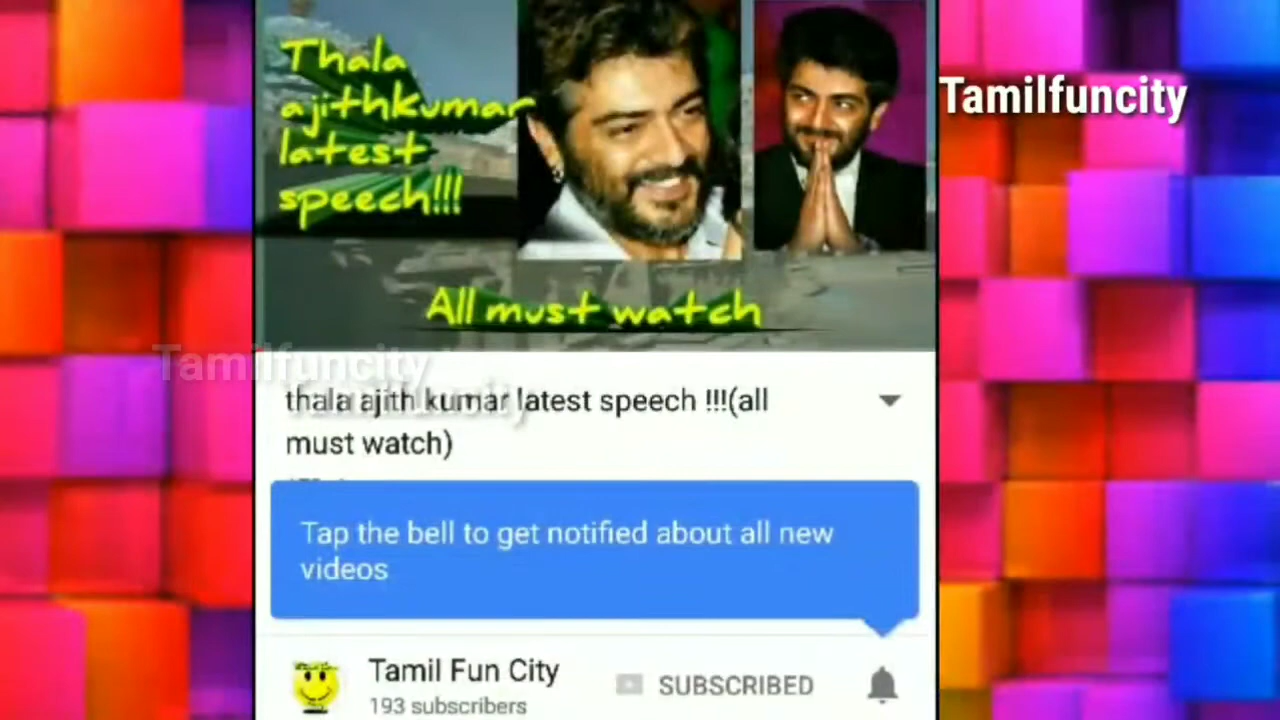 Thala
ajithkumar
latest
speech!!!
Tamilfuncity
All must watch
Tamilfuncity
thala ajith kumar latest speech !!!(all
must watch)
Tap the bell to get notified about all new
videos
Tamil Fun City
193 subscribers
SUBSCRIBED